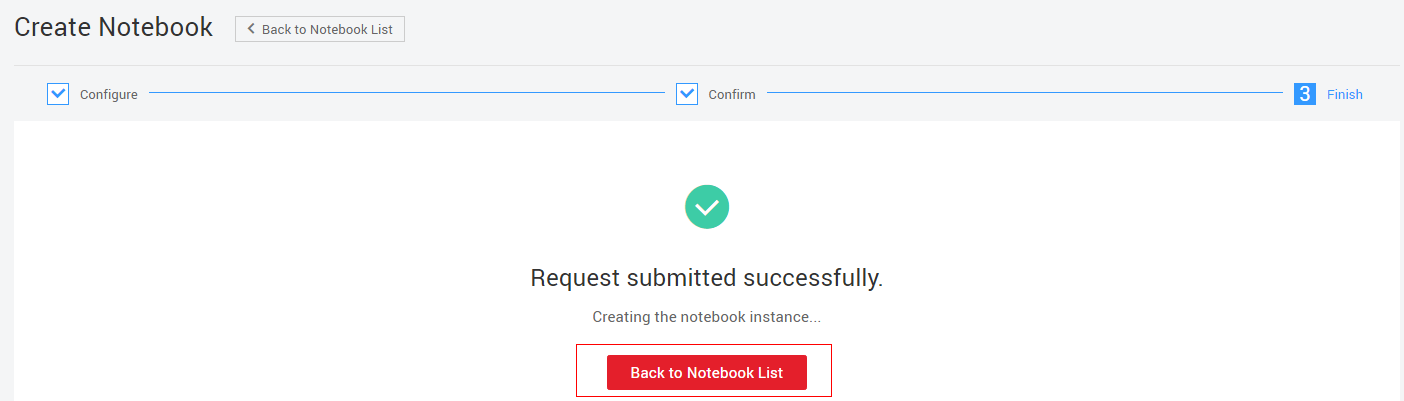 Create Notebook
Back to Notebook List
Configure
Confirm
3 Finish
Request submitted successfully.
Creating the notebook instance...
Back to Notebook List